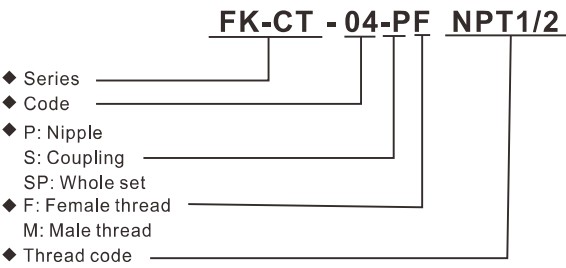 FK-CT - 04-PF NPT1/2
◆ Series
◆ Code
◆ P: Nipple
S: Coupling
SP: Whole set
◆ F: Female thread
M: Male thread
◆ Thread code